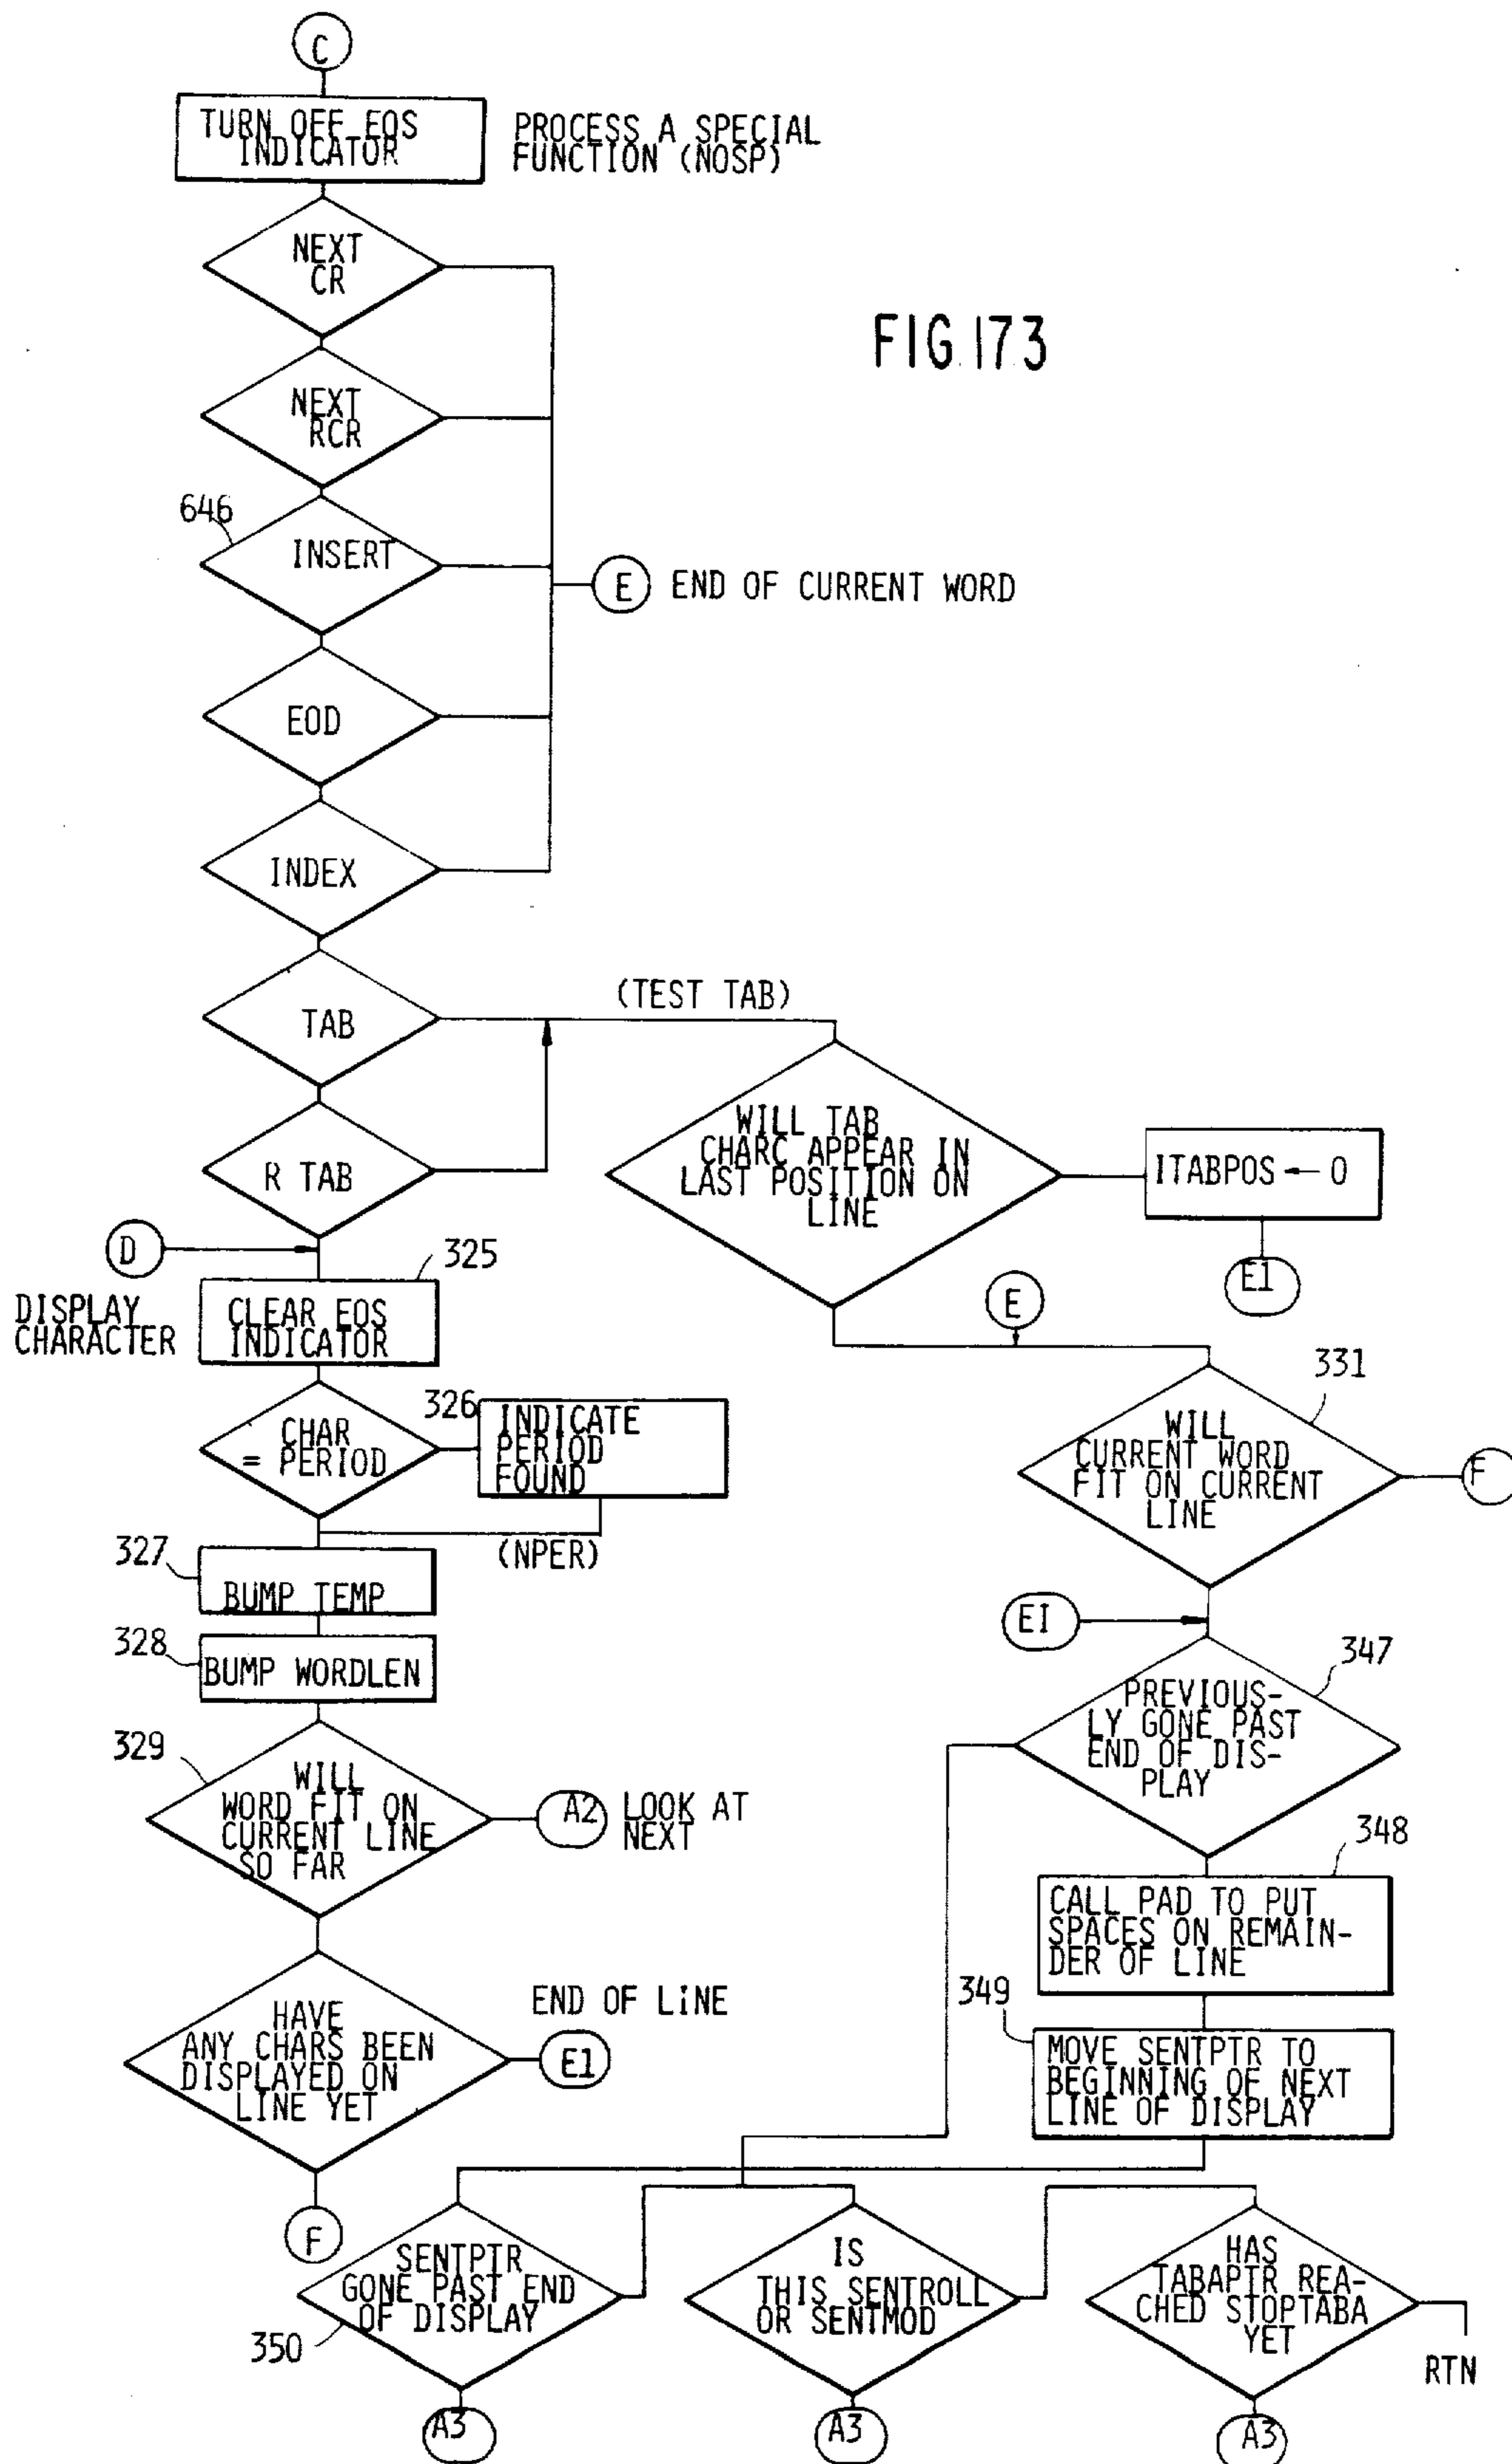 C
TURN OFF EOS
INDICATOR
PROCESS A SPECIAL
FUNCTION (NOSP)
NEXT
CR
FIG 173
NEXT
RCR
646
INSERT
E
END OF CURRENT WORD
EOD
INDEX
(TEST TAB)
TAB
WILL TAB
CHARC APPEAR IN
LAST POSITION ON
LINE
ITABPOS ← 0
R TAB
D
325
E1
DISPLAY
CHARACTER
CLEAR EOS
INDICATOR
E
331
CHAR
= PERIOD
326
INDICATE
PERIOD
FOUND
WILL
CURRENT WORD
FIT ON CURRENT
LINE
F
(NPER)
327
BUMP TEMP
EI
328
BUMP WORDLEN
347
PREVIOUS-
LY GONE PAST
END OF DIS-
PLAY
329
WILL
WORD FIT ON
CURRENT LINE
SO FAR
A2
LOOK AT
NEXT
348
CALL PAD TO PUT
SPACES ON REMAIN-
DER OF LINE
END OF LINE
349
HAVE
ANY CHARS BEEN
DISPLAYED ON
LINE YET
E1
MOVE SENTPTR TO
BEGINNING OF NEXT
LINE OF DISPLAY
F
SENTPTR
GONE PAST END
OF DISPLAY
350
IS
THIS SENTROLL
OR SENTMOD
HAS
TABAPTR REA-
CHED STOPTABA
YET
RTN
A3
A3
A3